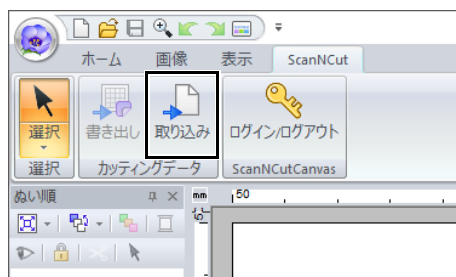 ホーム 画像 表示 ScanNCut
選択 書き出し 取り込み ログイン/ログアウト
選択 カッティングデータ ScanNCutCanvas
ぬい順 mm 50